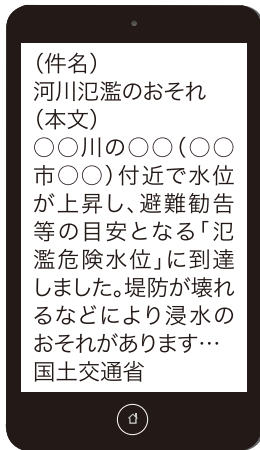 （件名）
河川氾濫のおそれ
（本文）
○○川の○○（○○
市○○）付近で水位
が上昇し、避難勧告
等の目安となる「氾
濫危険水位」に到達
しました。堤防が壊れ
るなどにより浸水の
おそれがあります…
国土交通省